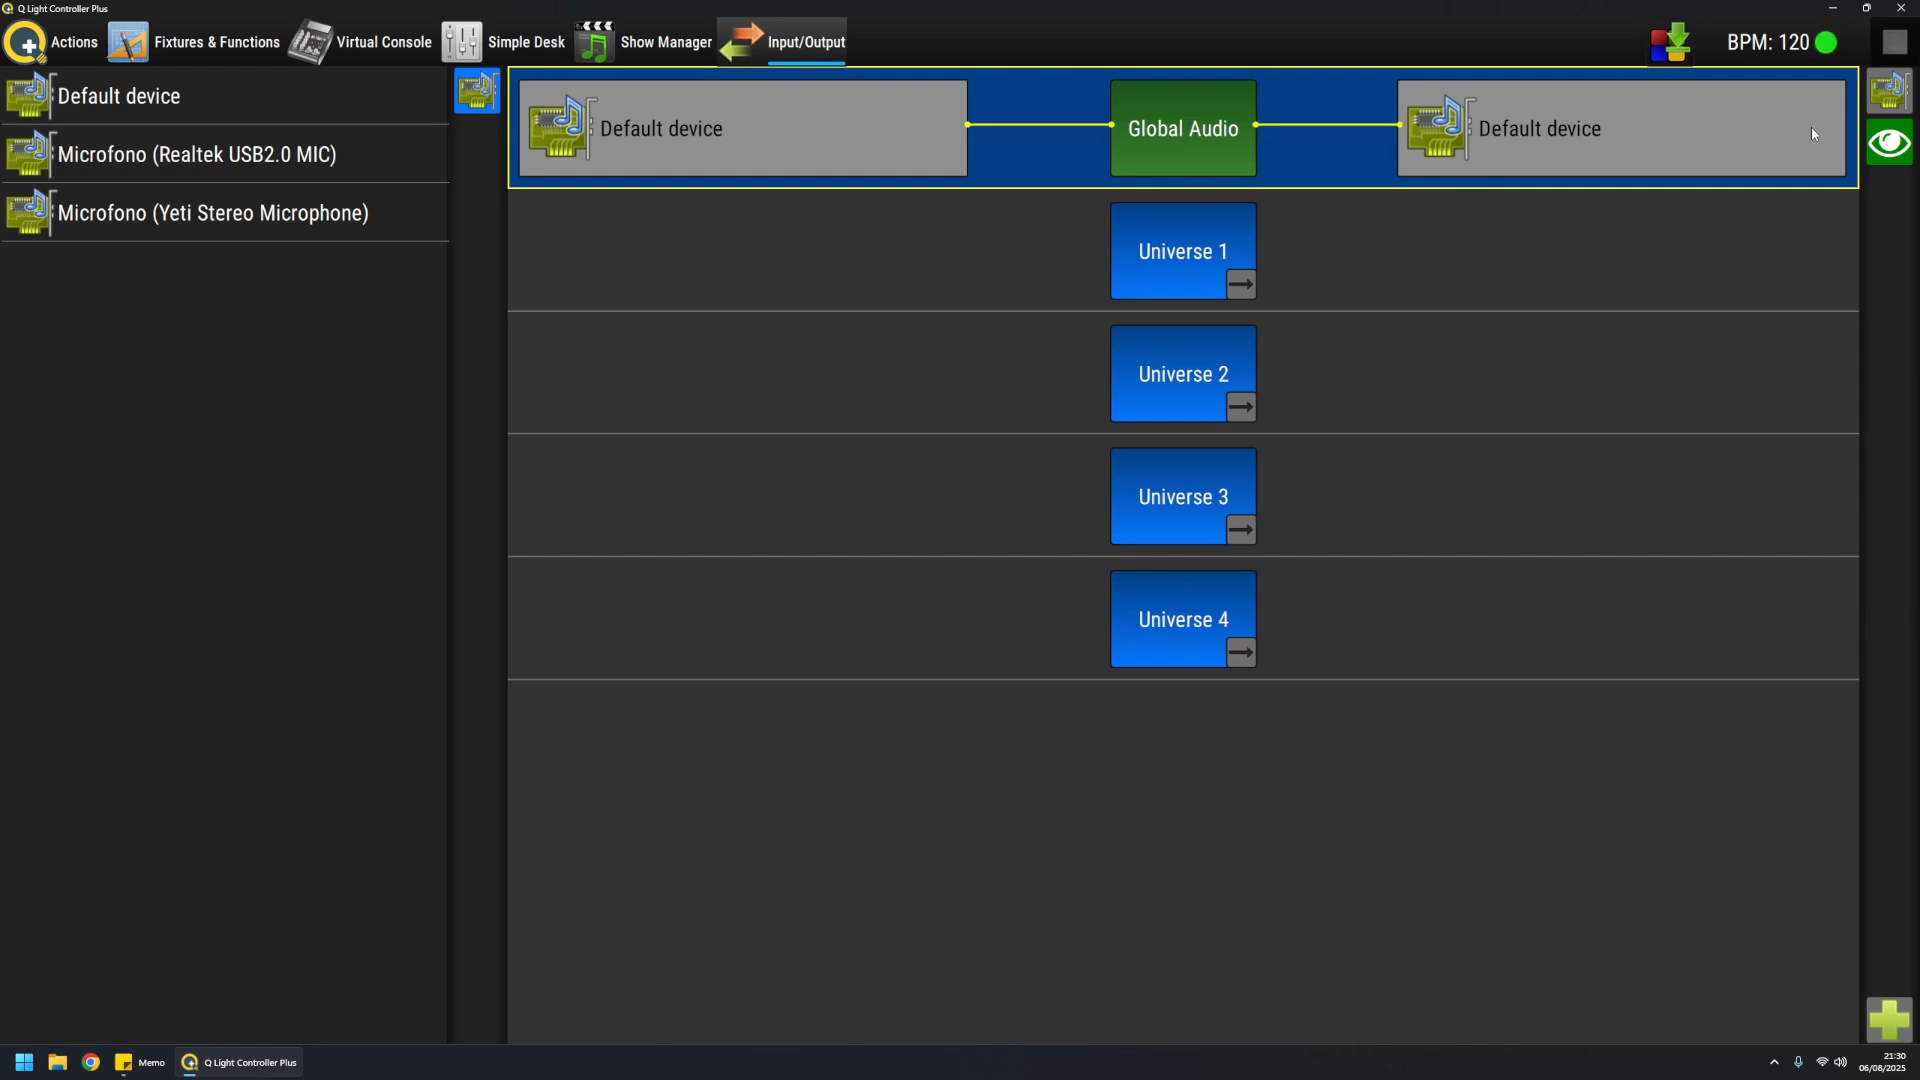 Q Light Controller Plus
Actions Fixtures & Functions Virtual Console Simple Desk Show Manager Input/Output BPM: 120
Default device
Microfono (Realtek USB2.0 MIC)
Microfono (Yeti Stereo Microphone)
Default device Global Audio Default device
Universe 1
Universe 2
Universe 3
Universe 4
Memo Q Light Controller Plus
21:30
06/08/2025